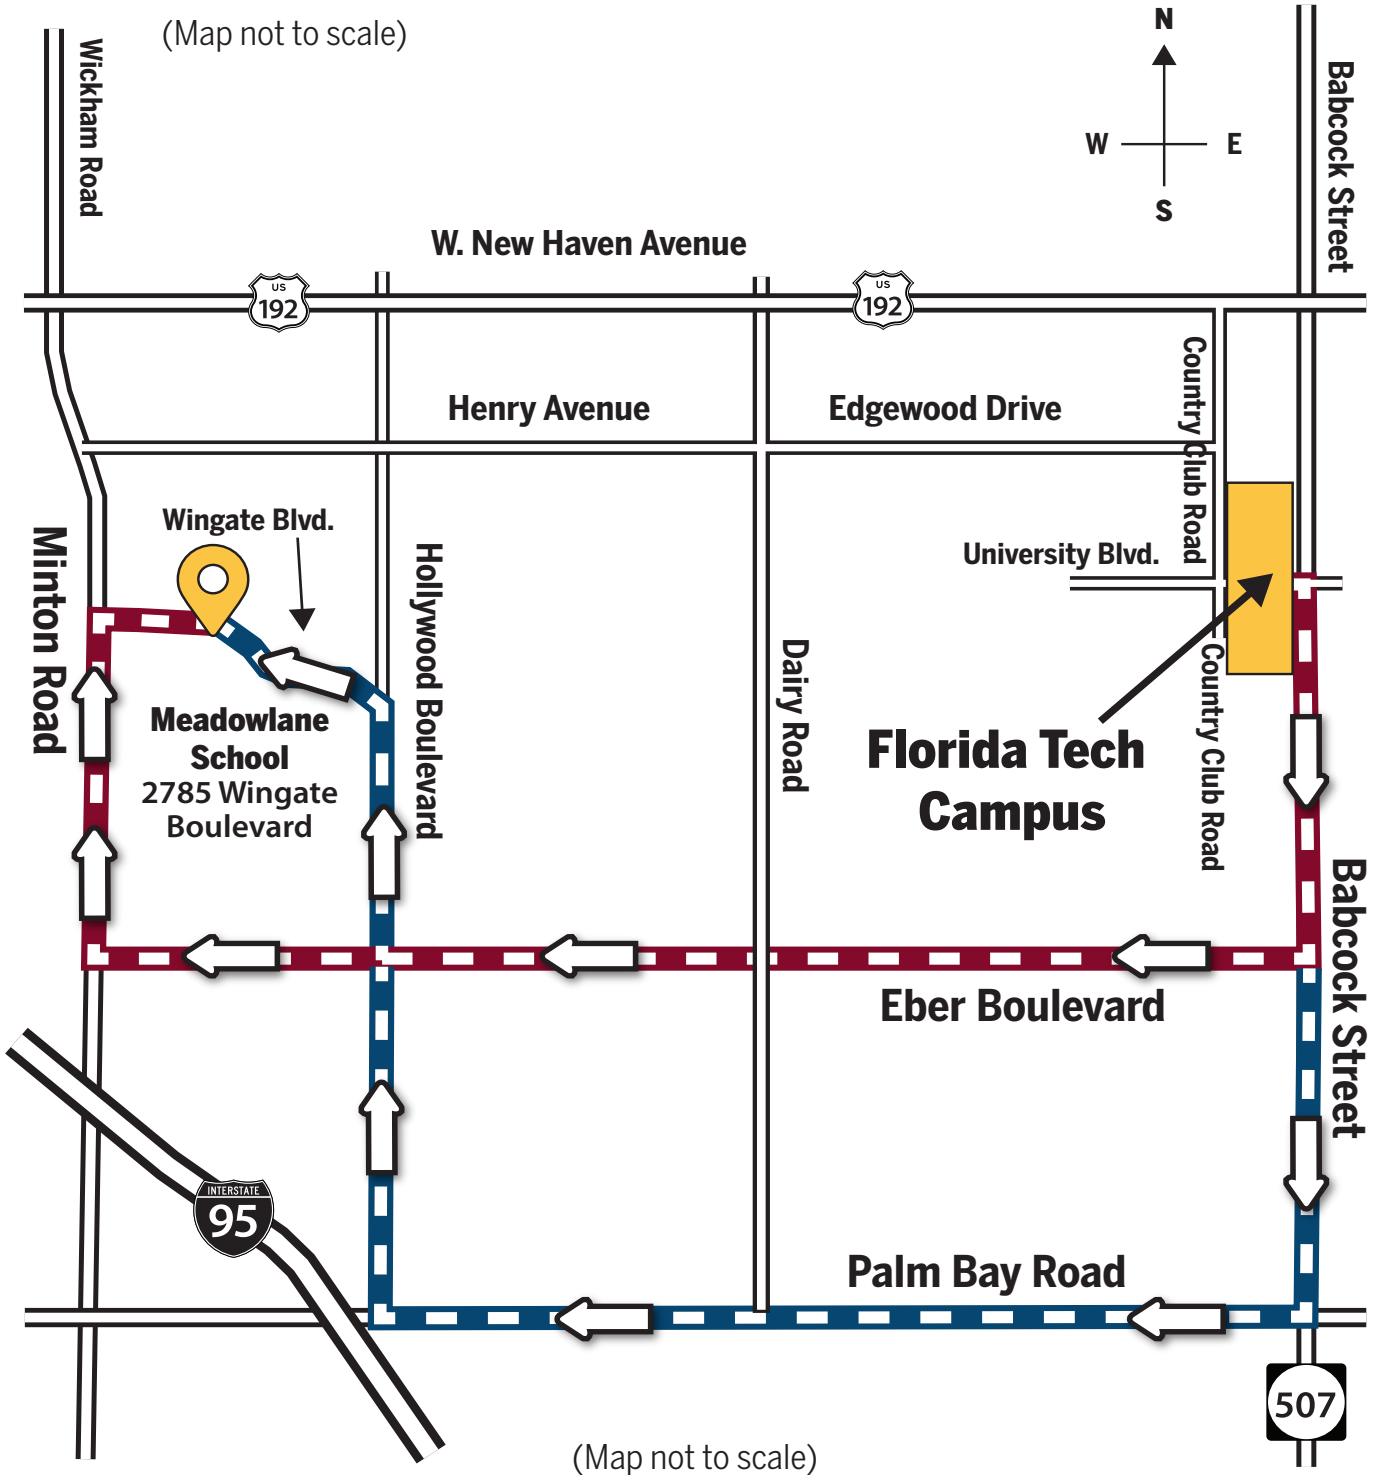 (Map not to scale)
N
W
E
S
Wickham Road
Babcock Street
W. New Haven Avenue
US
192
US
192
Country Club Road
Henry Avenue
Edgewood Drive
Wingate Blvd.
University Blvd.
Minton Road
Hollywood Boulevard
Dairy Road
Country Club Road
Meadowlane
School
2785 Wingate
Boulevard
Florida Tech
Campus
Babcock Street
Eber Boulevard
INTERSTATE
95
Palm Bay Road
507
(Map not to scale)